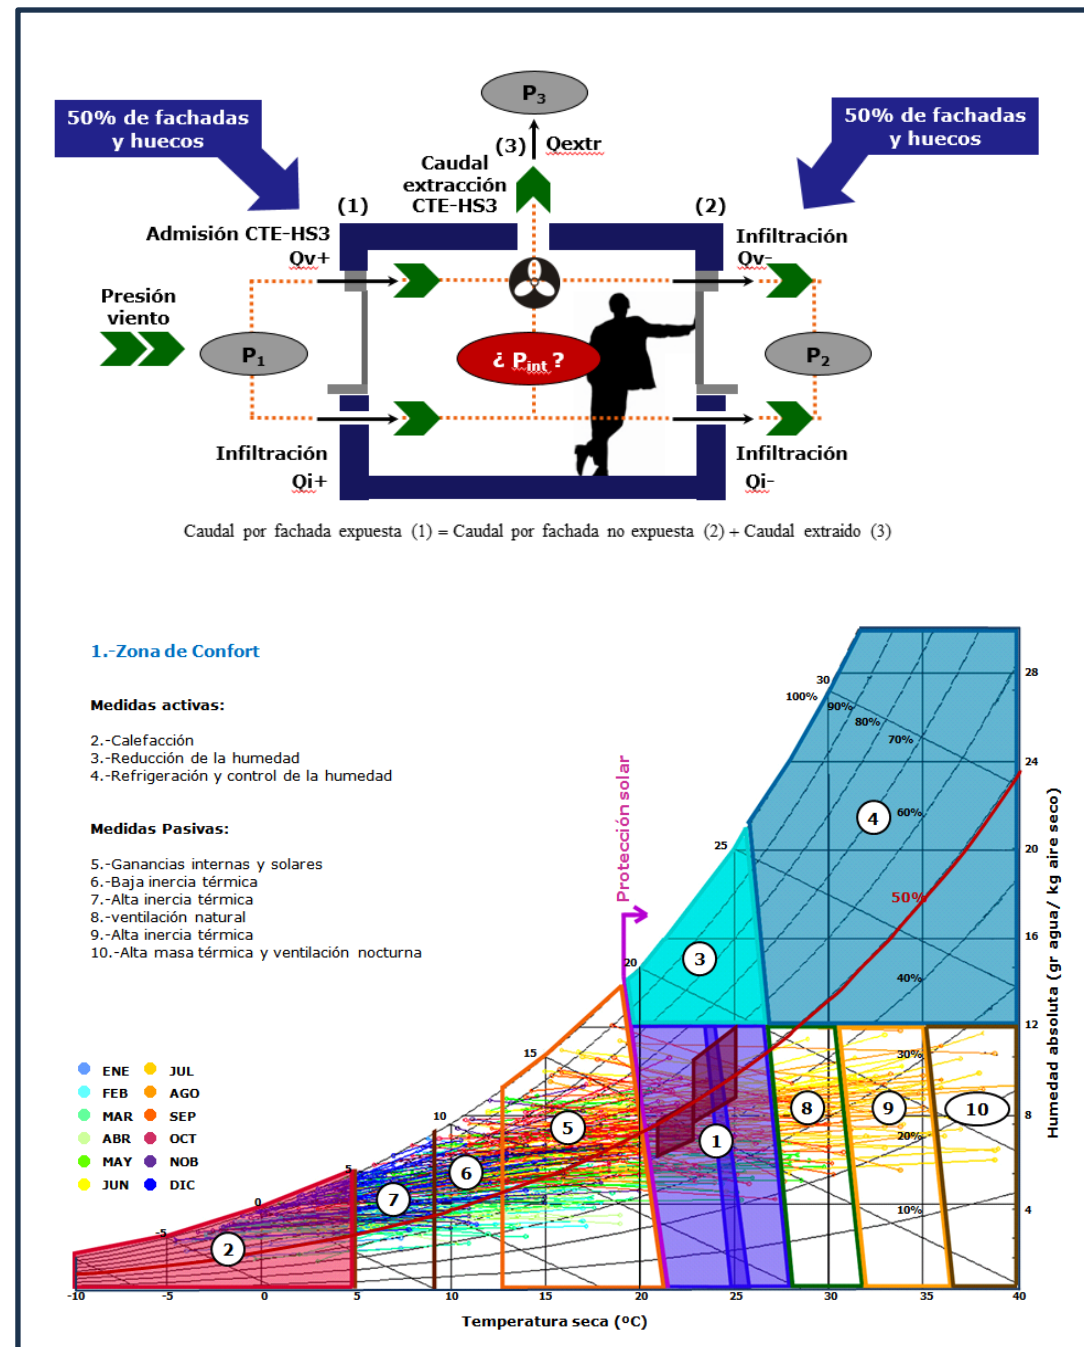 P3
50% de fachadas
y huecos
50% de fachadas
y huecos
(3)
Qextr
Caudal
extracción
CTE-HS3
(1)
(2)
Admisión CTE-HS3
Qv+
Infiltración
Qv-
Presión
viento
P1
¿ Pint ?
P2
Infiltración
Qi+
Infiltración
Qi-
Caudal por fachada expuesta (1) = Caudal por fachada no expuesta (2) + Caudal extraido (3)
1.-Zona de Confort
Medidas activas:
2.-Calefacción
3.-Reducción de la humedad
4.-Refrigeración y control de la humedad
Medidas Pasivas:
5.-Ganancias internas y solares
6.-Baja inercia térmica
7.-Alta inercia térmica
8.-ventilación natural
9.-Alta inercia térmica
10.-Alta masa térmica y ventilación nocturna
Protección solar
ENE
JUL
FEB
AGO
MAR
SEP
ABR
OCT
MAY
NOB
JUN
DIC
30
100%
90%
80%
70%
60%
50%
40%
30%
20%
10%
25
20
15
10
5
0
-5
1
2
3
4
5
6
7
8
9
10
28
24
20
16
12
8
4
Humedad absoluta (gr agua/ kg aire seco)
-10
-5
0
5
10
15
20
25
30
35
40
Temperatura seca (ºC)